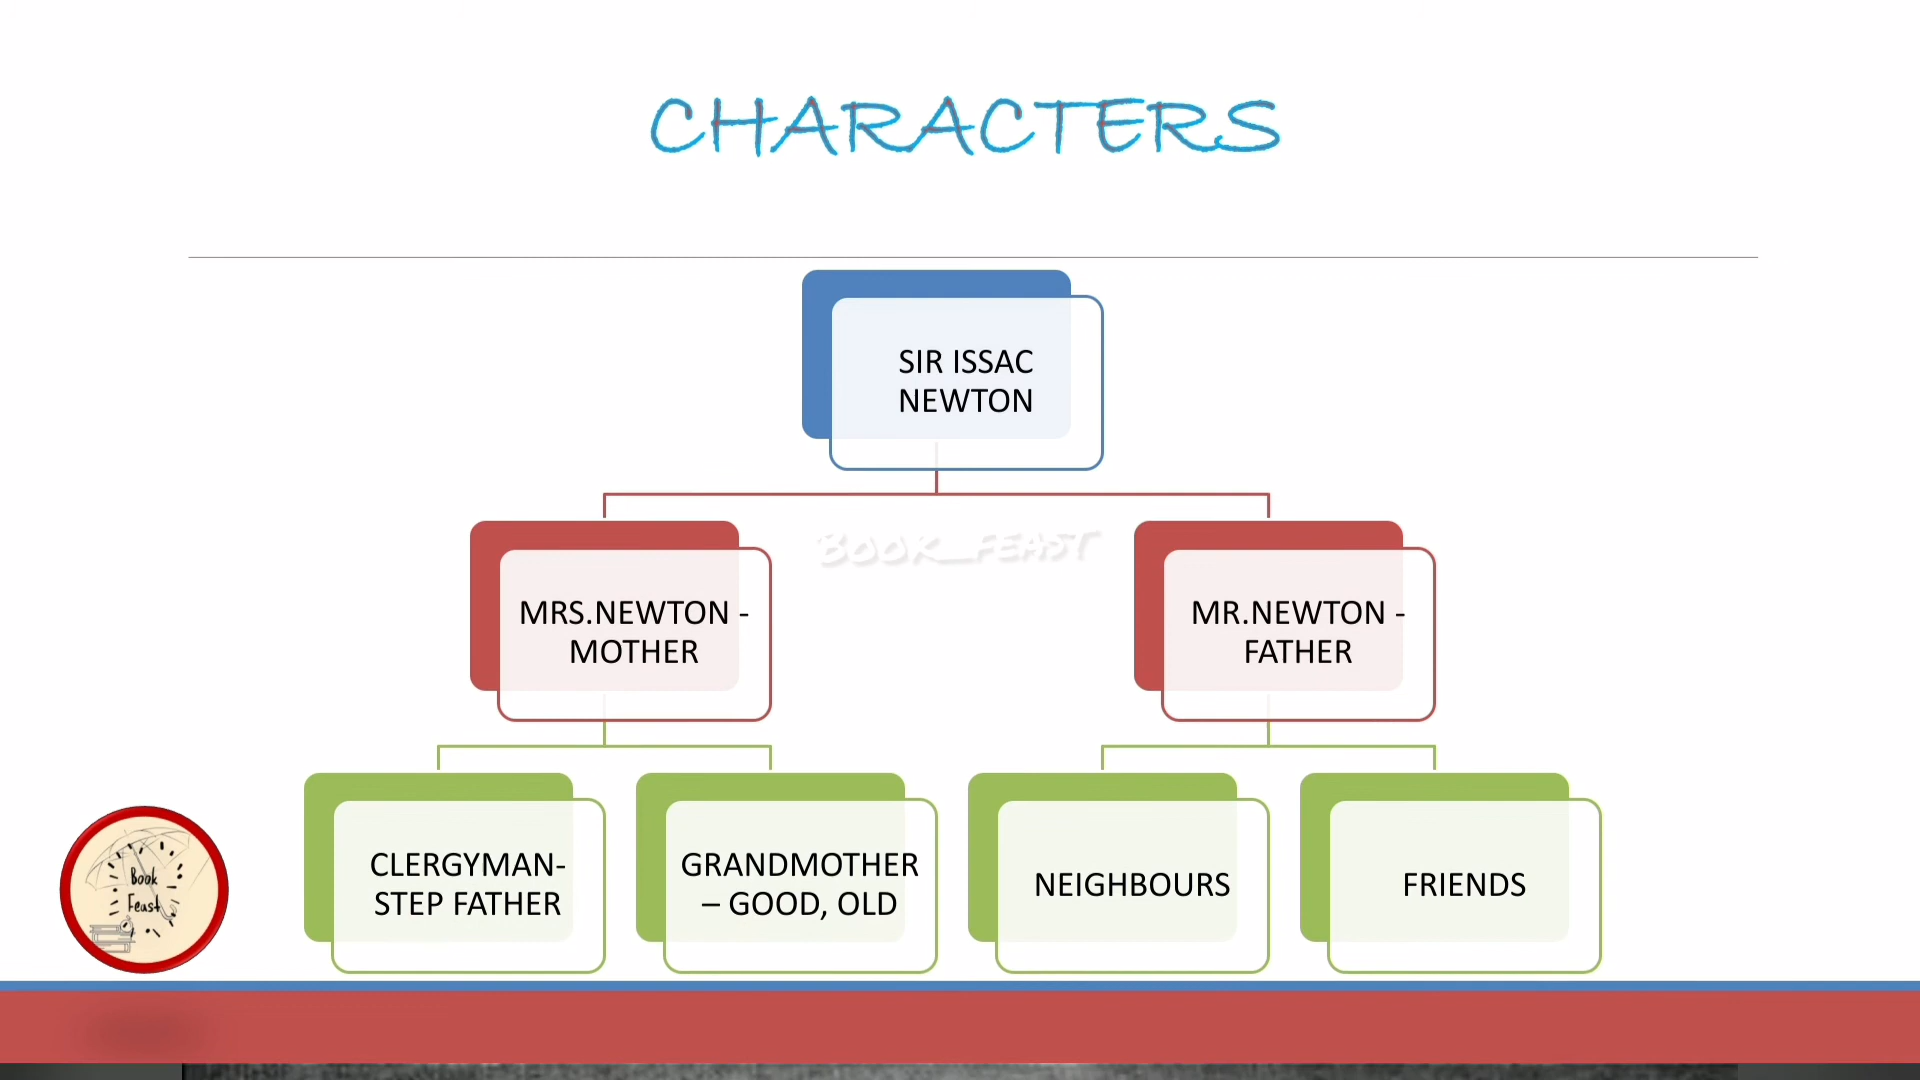 CHARACTERS
SIR ISSAC
NEWTON
BOOK_FEAST
MRS.NEWTON -
MOTHER
MR.NEWTON -
FATHER
CLERGYMAN-
STEP FATHER
GRANDMOTHER
– GOOD, OLD
NEIGHBOURS
FRIENDS
Book
Feast